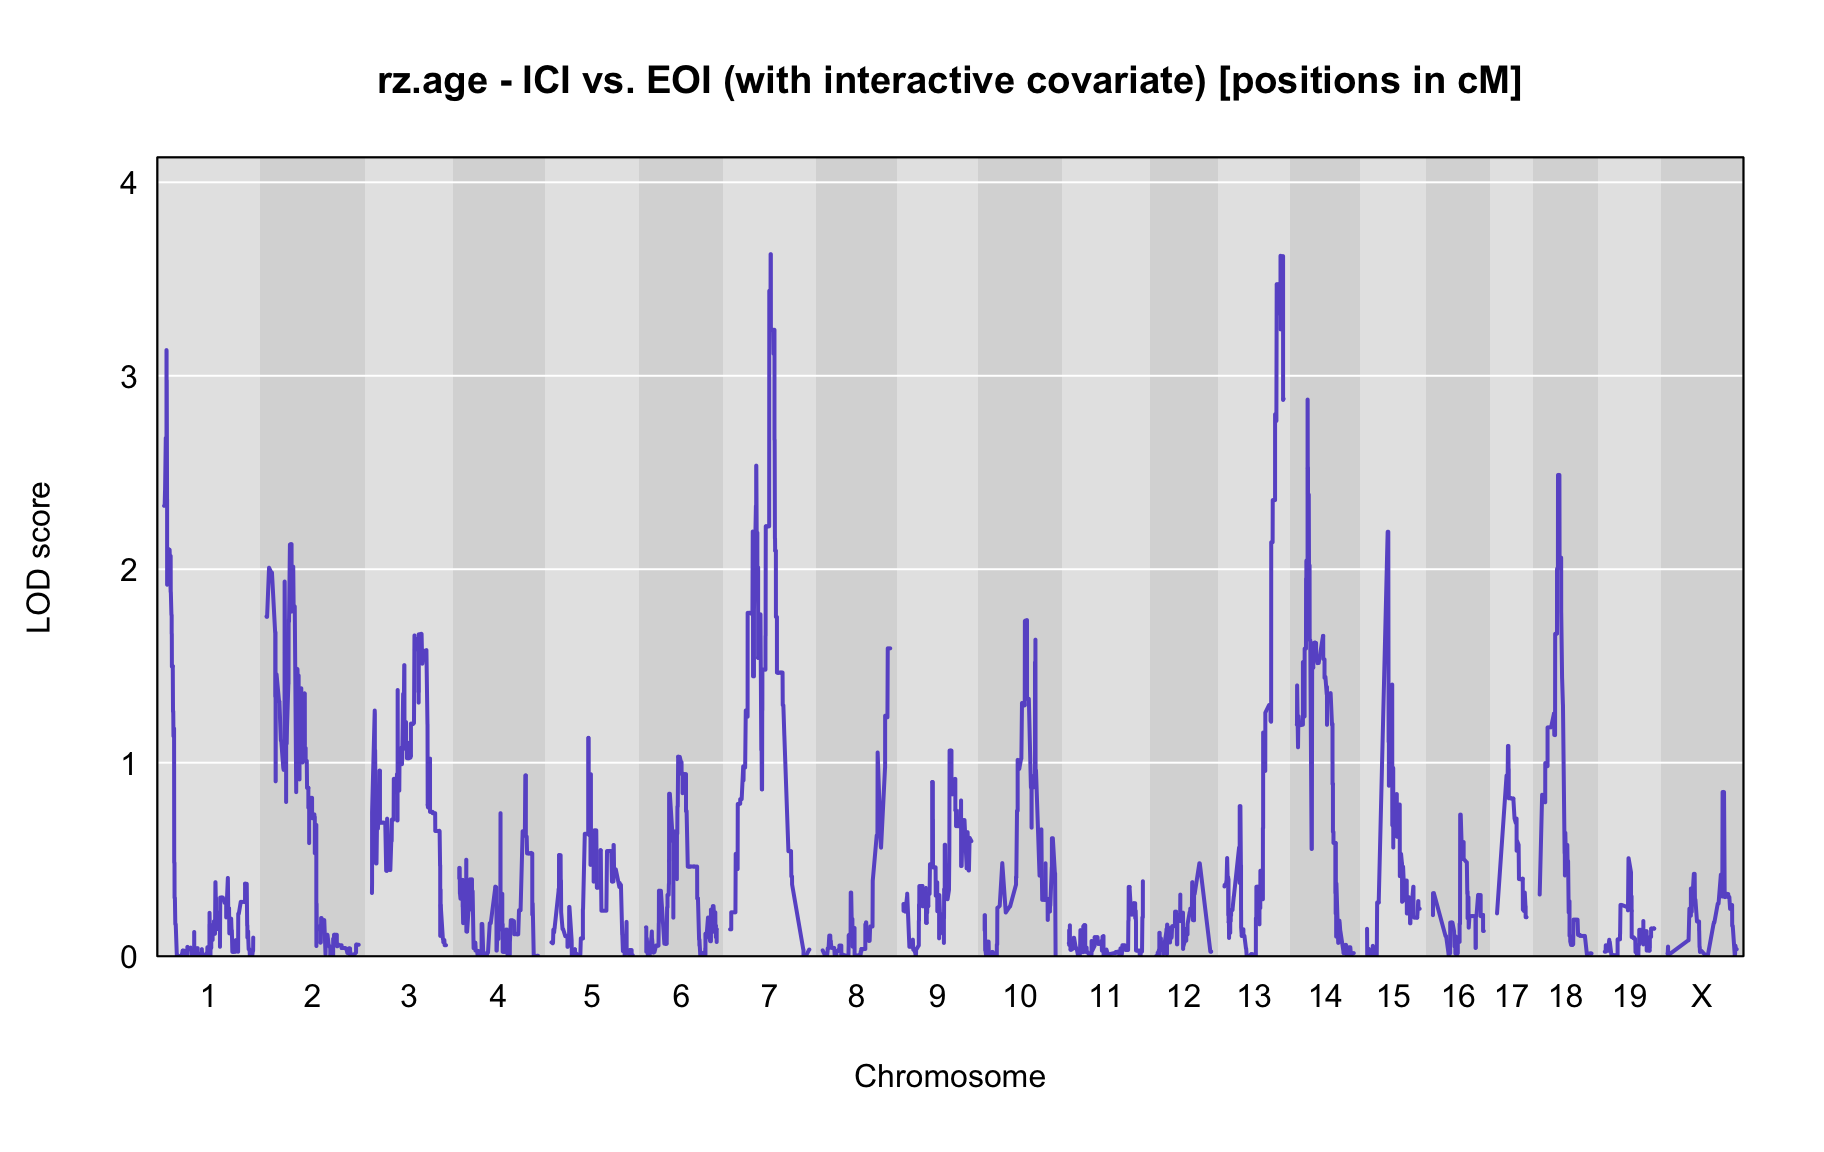 rz.age - ICI vs. EOI (with interactive covariate) [positions in cM]
4
3
2
1
0
LOD score
1 2 3 4 5 6 7 8 9 10 11 12 13 14 15 16 17 18 19 X
Chromosome